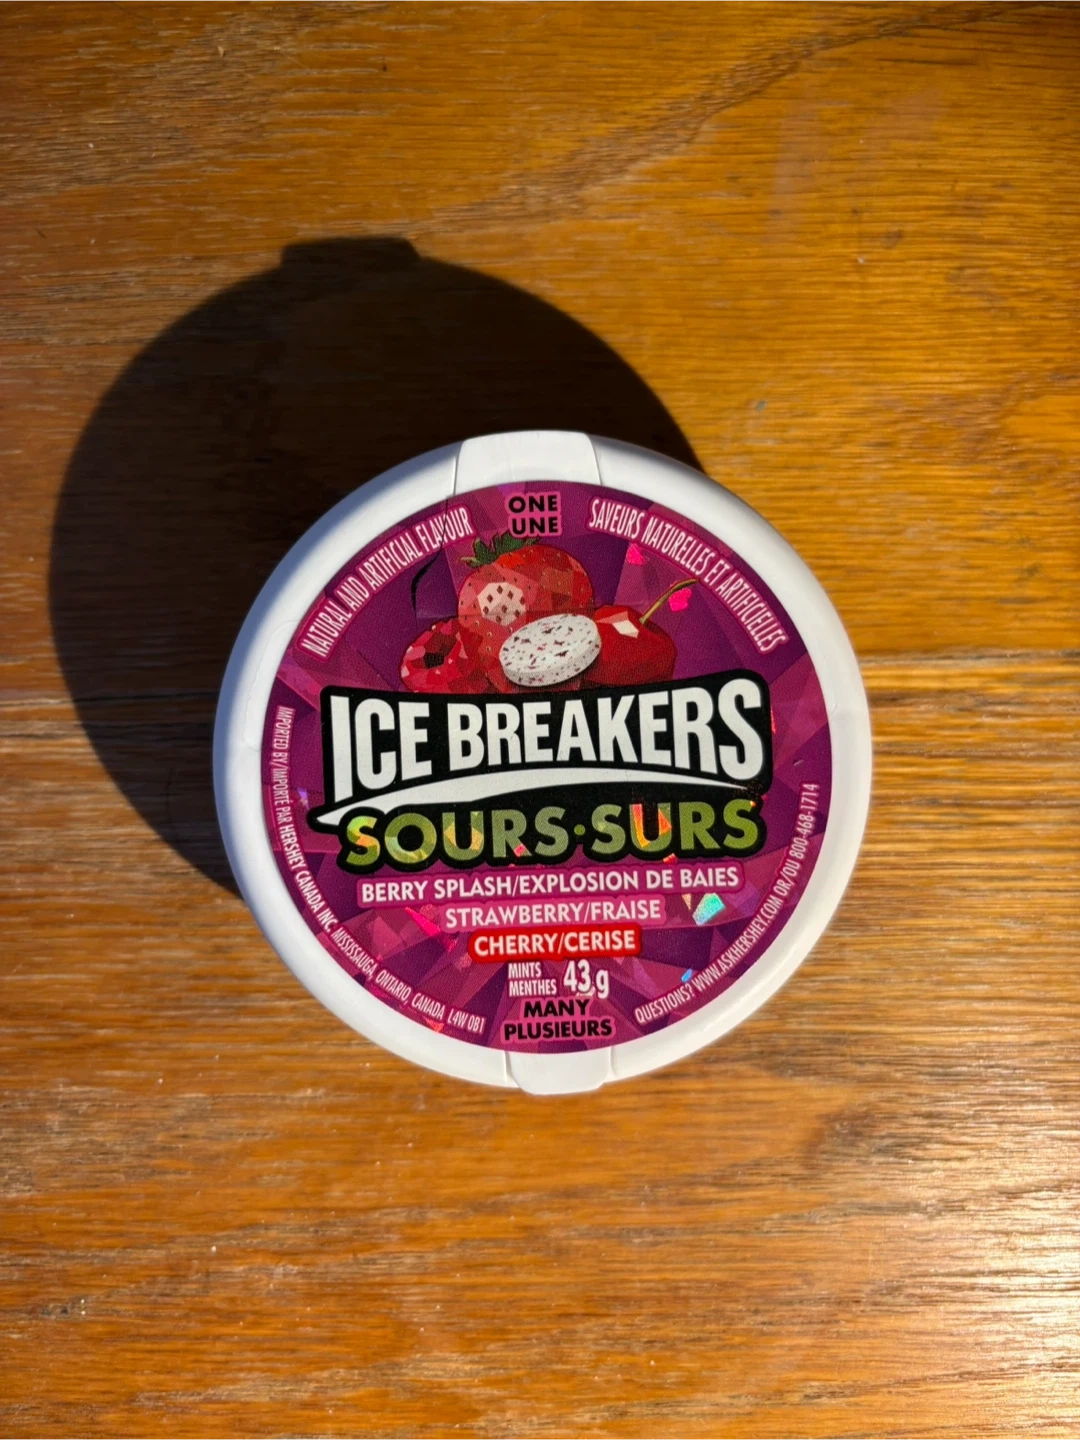 ONE
UNE
NATURAL AND ARTIFICIAL FLAVOUR
SAVEURS NATURELLES ET ARTIFICIELLES
ICE BREAKERS
SOURS·SURS
BERRY SPLASH/EXPLOSION DE BAIES
STRAWBERRY/FRAISE
CHERRY/CERISE
MINTS
MENTHES
43 g
MANY
PLUSIEURS
IMPORTED BY/IMPORTÉ PAR HERSHEY CANADA INC. MISSISSAUGA, ONTARIO, CANADA L4W 0B1
QUESTIONS? WWW.ASKHERSHEY.COM OR/OU 800-468-1714